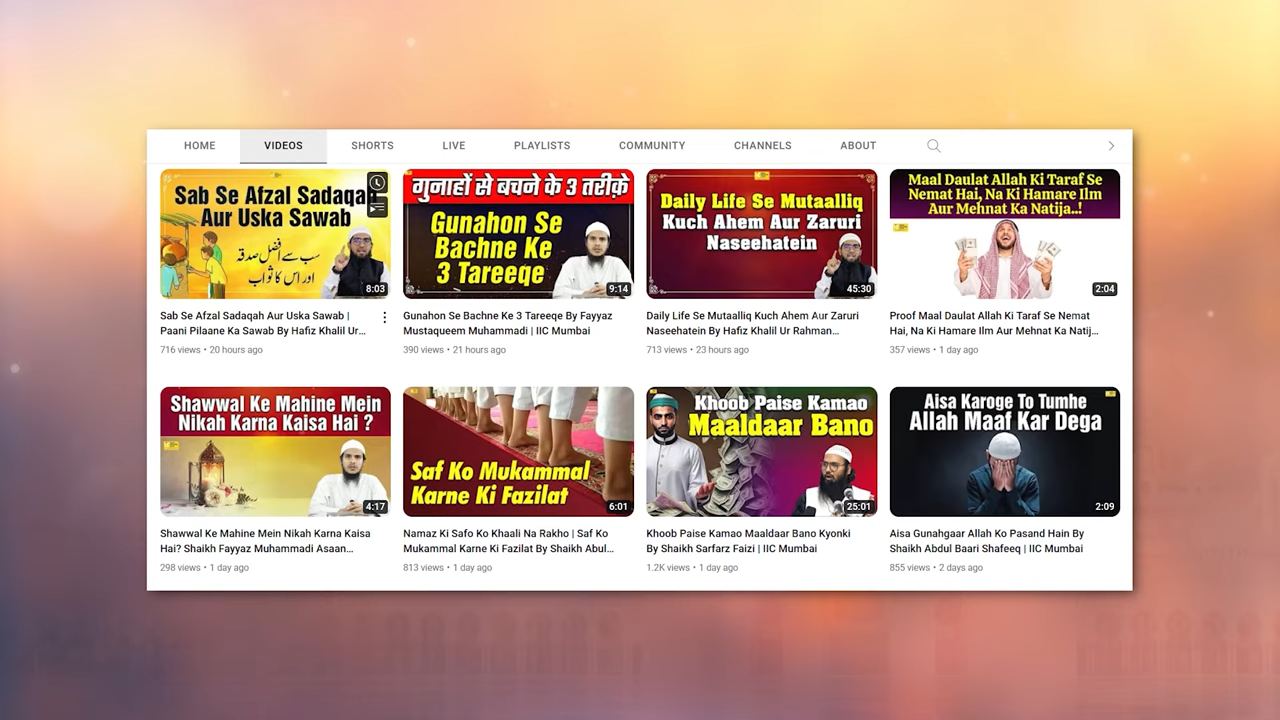 HOME
VIDEOS
SHORTS
LIVE
PLAYLISTS
COMMUNITY
CHANNELS
ABOUT
Sab Se Afzal Sadaqah
Aur Uska Sawab
سب سے افضل صدقہ
اور اس کا ثواب
8:03
Sab Se Afzal Sadaqah Aur Uska Sawab |
Paani Pilaane Ka Sawab By Hafiz Khalil Ur...
716 views • 20 hours ago
गुनाहों से बचने के 3 तरीक़े
Gunahon Se
Bachne Ke
3 Tareeqe
9:14
Gunahon Se Bachne Ke 3 Tareeqe By Fayyaz
Mustaqueem Muhammadi | IIC Mumbai
390 views • 21 hours ago
Daily Life Se Mutaalliq
Kuch Ahem Aur Zaruri
Naseehatein
45:30
Daily Life Se Mutaalliq Kuch Ahem Aur Zaruri
Naseehatein By Hafiz Khalil Ur Rahman...
713 views • 23 hours ago
Maal Daulat Allah Ki Taraf Se
Nemat Hai, Na Ki Hamare Ilm
Aur Mehnat Ka Natija..!
2:04
Proof Maal Daulat Allah Ki Taraf Se Nemat
Hai, Na Ki Hamare Ilm Aur Mehnat Ka Natij...
357 views • 1 day ago
Shawwal Ke Mahine Mein
Nikah Karna Kaisa Hai ?
4:17
Shawwal Ke Mahine Mein Nikah Karna Kaisa
Hai? Shaikh Fayyaz Muhammadi Asaan...
298 views • 1 day ago
Saf Ko Mukammal
Karne Ki Fazilat
6:01
Namaz Ki Safo Ko Khaali Na Rakho | Saf Ko
Mukammal Karne Ki Fazilat By Shaikh Abul...
813 views • 1 day ago
Khoob Paise Kamao
Maaldaar Bano
25:01
Khoob Paise Kamao Maaldaar Bano Kyonki
By Shaikh Sarfarz Faizi | IIC Mumbai
1.2K views • 1 day ago
Aisa Karoge To Tumhe
Allah Maaf Kar Dega
2:09
Aisa Gunahgaar Allah Ko Pasand Hain By
Shaikh Abdul Baari Shafeeq | IIC Mumbai
855 views • 2 days ago